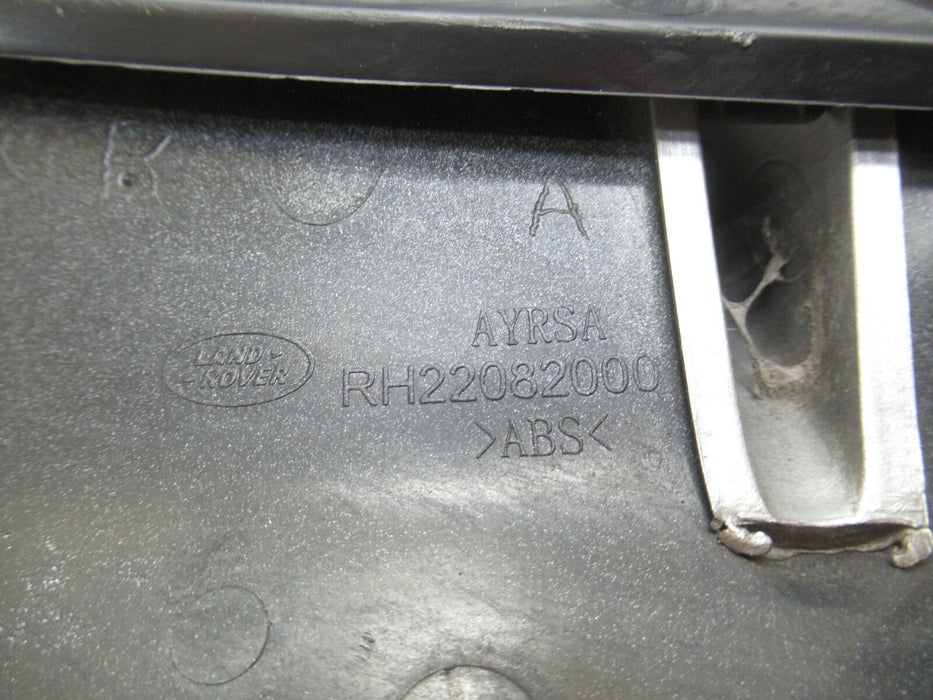 R
A
LAND-
-ROVER
AYRSA
RH22082000
>ABS<